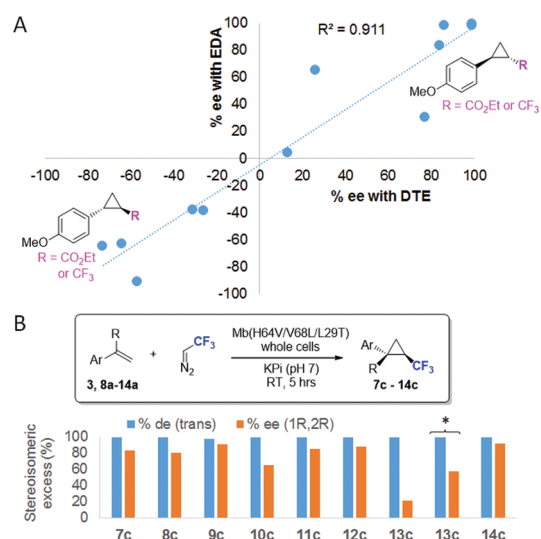 A
R² = 0.911
% ee with EDA
100
80
60
40
20
0
-20
-40
-60
-80
-100
-100 -80 -60 -40 -20 0 20 40 60 80 100
% ee with DTE
MeO
R
R = CO₂Et or CF₃
R
MeO
R = CO₂Et
or CF₃
B
R
Ar
3, 8a-14a
+
CF₃
N₂
Mb(H64V/V68L/L29T)
whole cells
KPi (pH 7)
RT, 5 hrs
Ar
R
CF₃
7c - 14c
% de (trans) % ee (1R,2R)
*
Stereoisomeric
excess (%)
100
80
60
40
20
0
7c 8c 9c 10c 11c 12c 13c 13c 14c